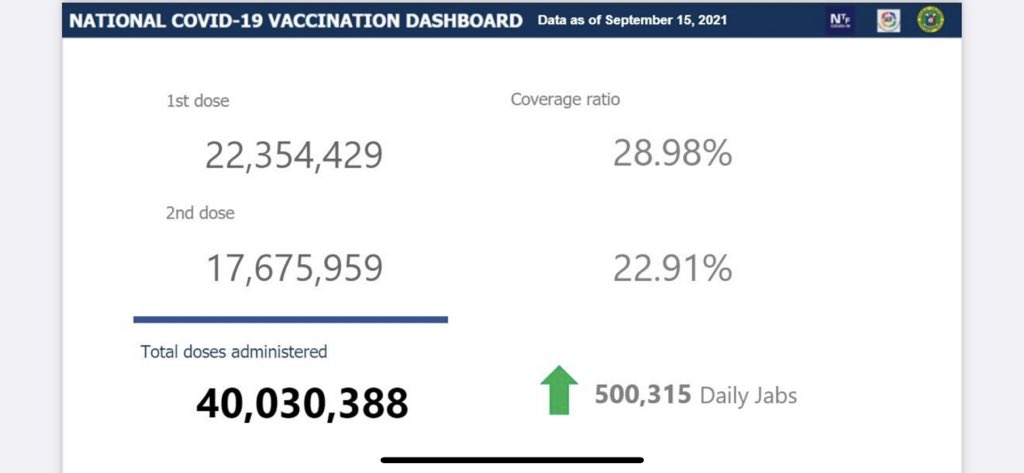 NATIONAL COVID-19 VACCINATION DASHBOARD Data as of September 15, 2021
NTF
1st dose
Coverage ratio
22,354,429
28.98%
2nd dose
17,675,959
22.91%
Total doses administered
40,030,388
500,315 Daily Jabs